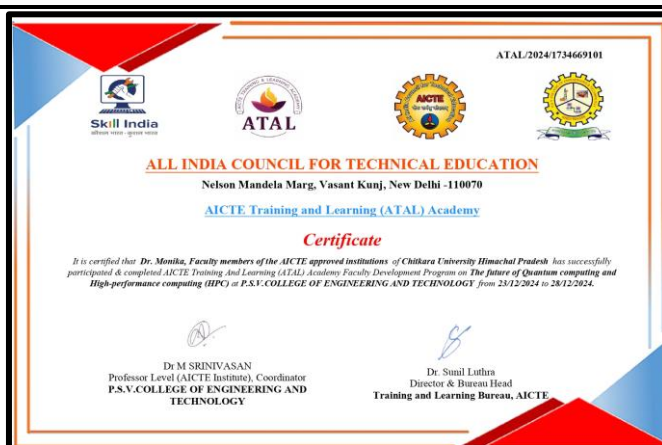 ATAL/2024/1734669101
Skill India
कौशल भारत - कुशल भारत
ATAL
AICTE
ALL INDIA COUNCIL FOR TECHNICAL EDUCATION
Nelson Mandela Marg, Vasant Kunj, New Delhi -110070
AICTE Training and Learning (ATAL) Academy
Certificate
It is certified that Dr. Monika, Faculty members of the AICTE approved institutions of Chitkara University Himachal Pradesh has successfully
participated & completed AICTE Training And Learning (ATAL) Academy Faculty Development Program on The future of Quantum computing and
High-performance computing (HPC) at P.S.V.COLLEGE OF ENGINEERING AND TECHNOLOGY from 23/12/2024 to 28/12/2024.
Dr M SRINIVASAN
Professor Level (AICTE Institute), Coordinator
P.S.V.COLLEGE OF ENGINEERING AND
TECHNOLOGY
Dr. Sunil Luthra
Director & Bureau Head
Training and Learning Bureau, AICTE